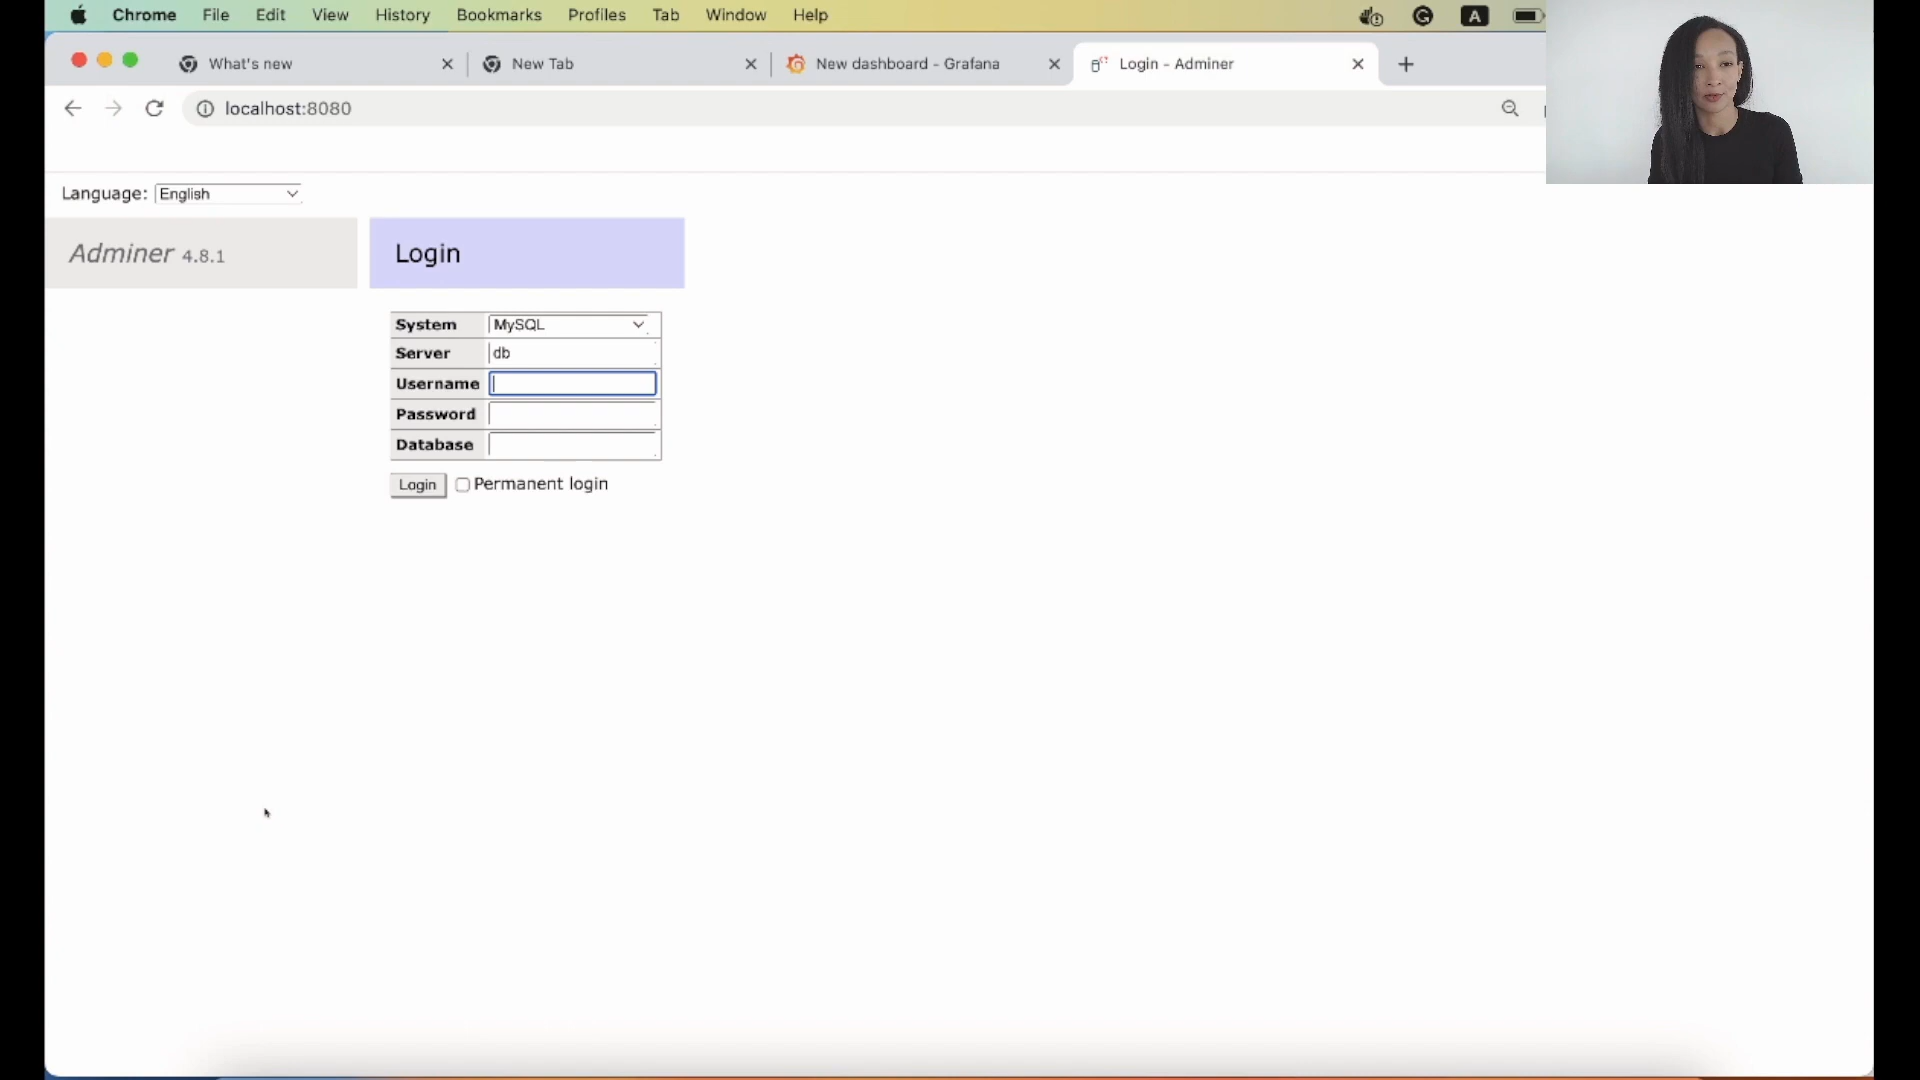 Chrome File Edit View History Bookmarks Profiles Tab Window Help A
What's new New Tab New dashboard - Grafana Login - Adminer
localhost:8080
Language: English
Adminer 4.8.1 Login
System MySQL
Server db
Username
Password
Database
Login Permanent login